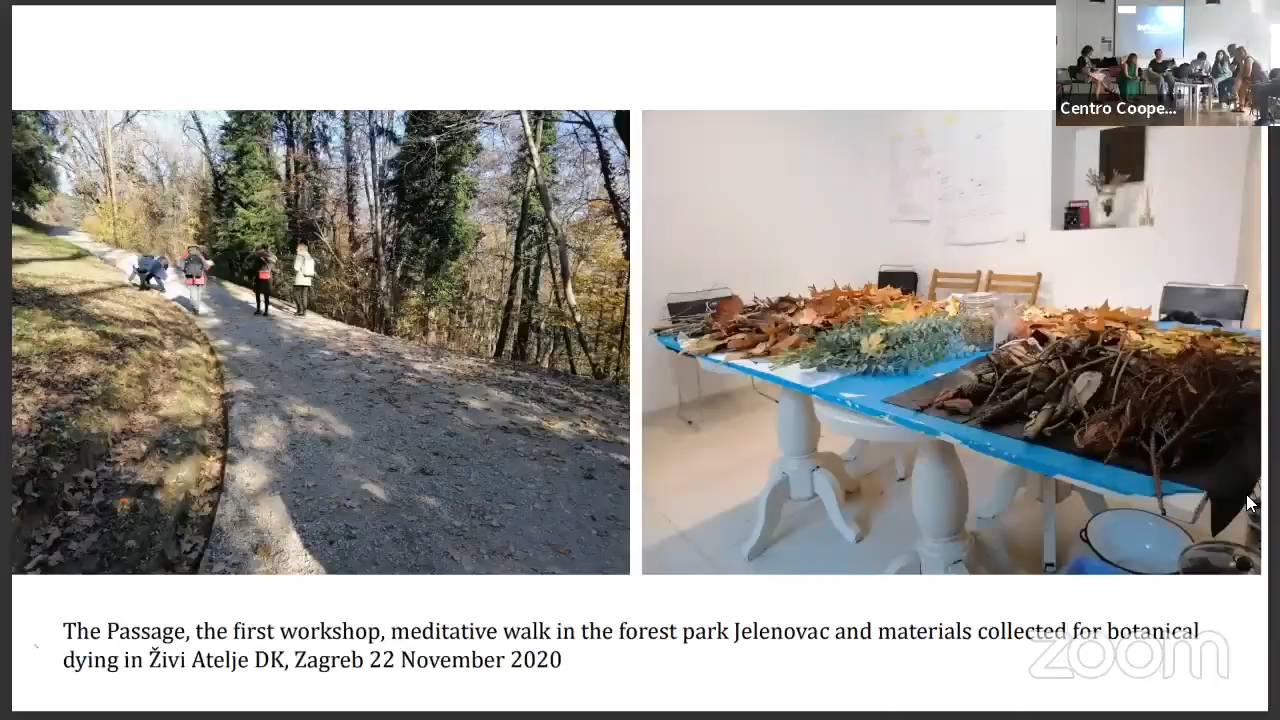 Centro Coope...
The Passage, the first workshop, meditative walk in the forest park Jelenovac and materials collected for botanical
dying in Živi Atelje DK, Zagreb 22 November 2020
zoom